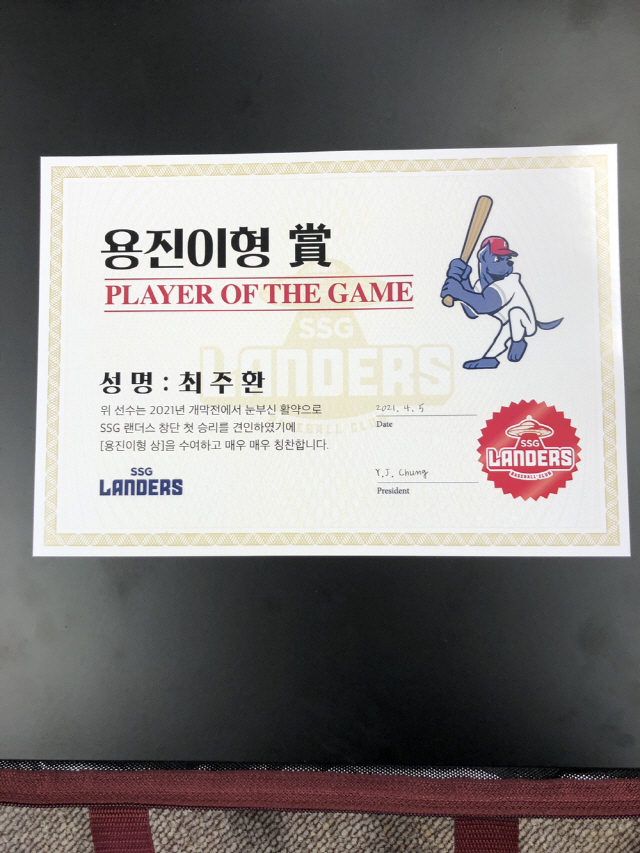 용진이형 賞
PLAYER OF THE GAME
SSG
LANDERS
BASEBALL CLUB
성 명 : 최 주 환
위 선수는 2021년 개막전에서 눈부신 활약으로
SSG 랜더스 창단 첫 승리를 견인하였기에
[용진이형 상]을 수여하고 매우 매우 칭찬합니다.
SSG
LANDERS
2021. 4. 5
Date
Y.J. Chung
President
SSG
LANDERS
BASEBALL CLUB